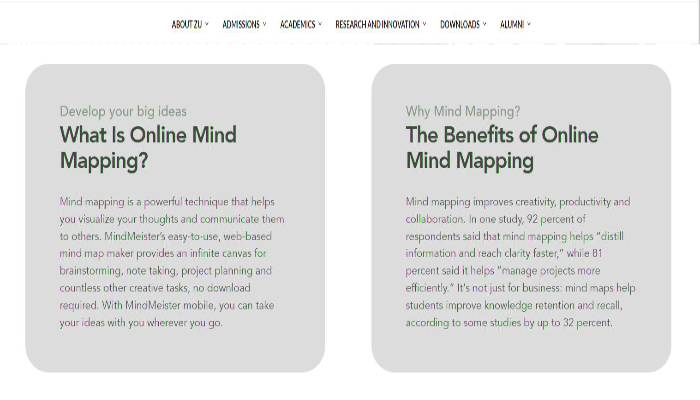 ABOUT ZU ADMISSIONS ACADEMICS RESEARCH AND INNOVATION DOWNLOADS ALUMNI
Develop your big ideas
What Is Online Mind
Mapping?
Mind mapping is a powerful technique that helps
you visualize your thoughts and communicate them
to others. MindMeister's easy-to-use, web-based
mind map maker provides an infinite canvas for
brainstorming, note taking, project planning and
countless other creative tasks, no download
required. With MindMeister mobile, you can take
your ideas with you wherever you go.
Why Mind Mapping?
The Benefits of Online
Mind Mapping
Mind mapping improves creativity, productivity and
collaboration. In one study, 92 percent of
respondents said that mind mapping helps "distill
information and reach clarity faster," while 81
percent said it helps "manage projects more
efficiently." It's not just for business: mind maps help
students improve knowledge retention and recall,
according to some studies by up to 32 percent.